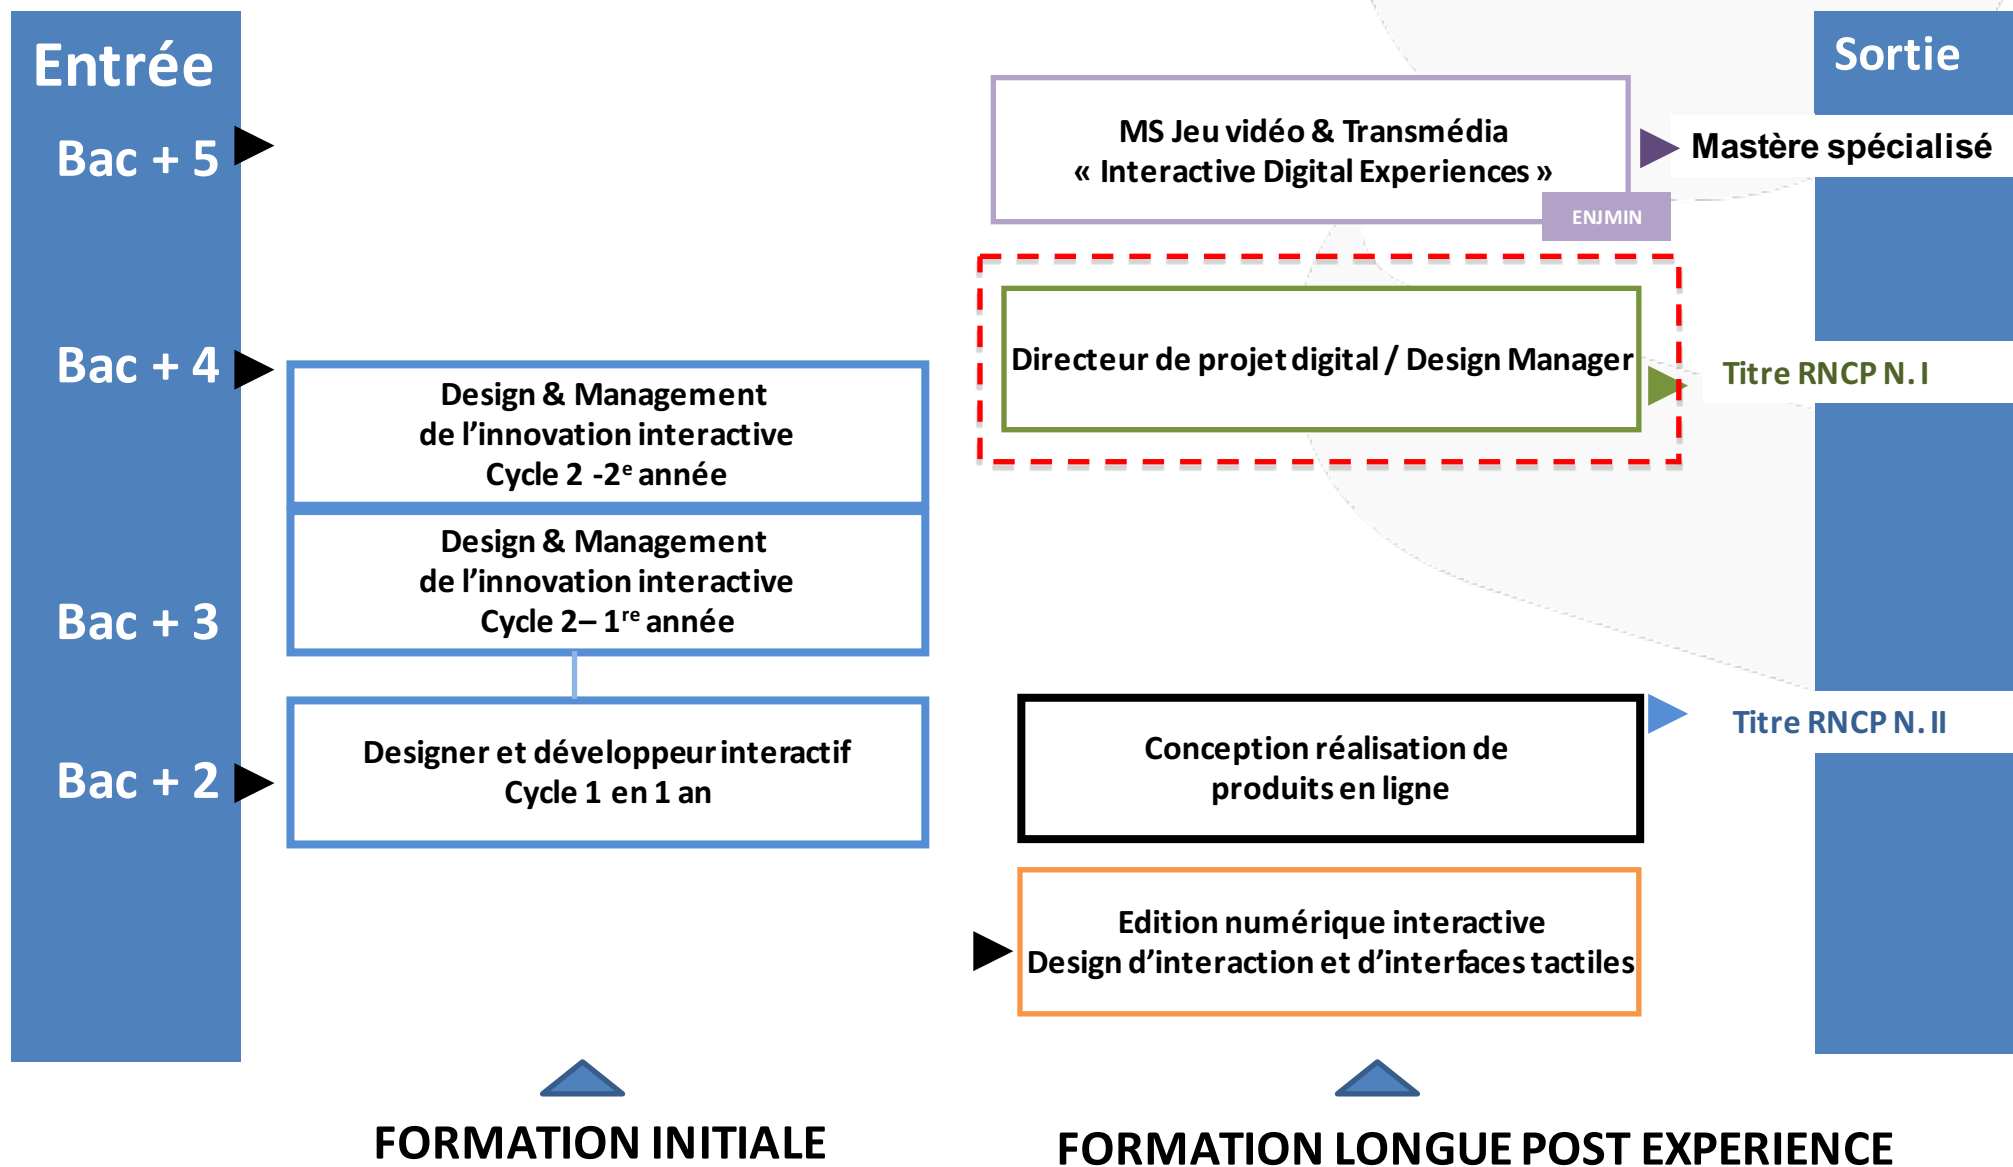 Entrée
Sortie
Bac + 5
MS Jeu vidéo & Transmédia
« Interactive Digital Experiences »
ENJMIN
Mastère spécialisé
Bac + 4
Directeur de projet digital / Design Manager
Titre RNCP N. I
Design & Management
de l’innovation interactive
Cycle 2 -2e année
Design & Management
de l’innovation interactive
Cycle 2– 1re année
Bac + 3
Bac + 2
Designer et développeur interactif
Cycle 1 en 1 an
Conception réalisation de
produits en ligne
Titre RNCP N. II
Edition numérique interactive
Design d’interaction et d’interfaces tactiles
FORMATION INITIALE
FORMATION LONGUE POST EXPERIENCE